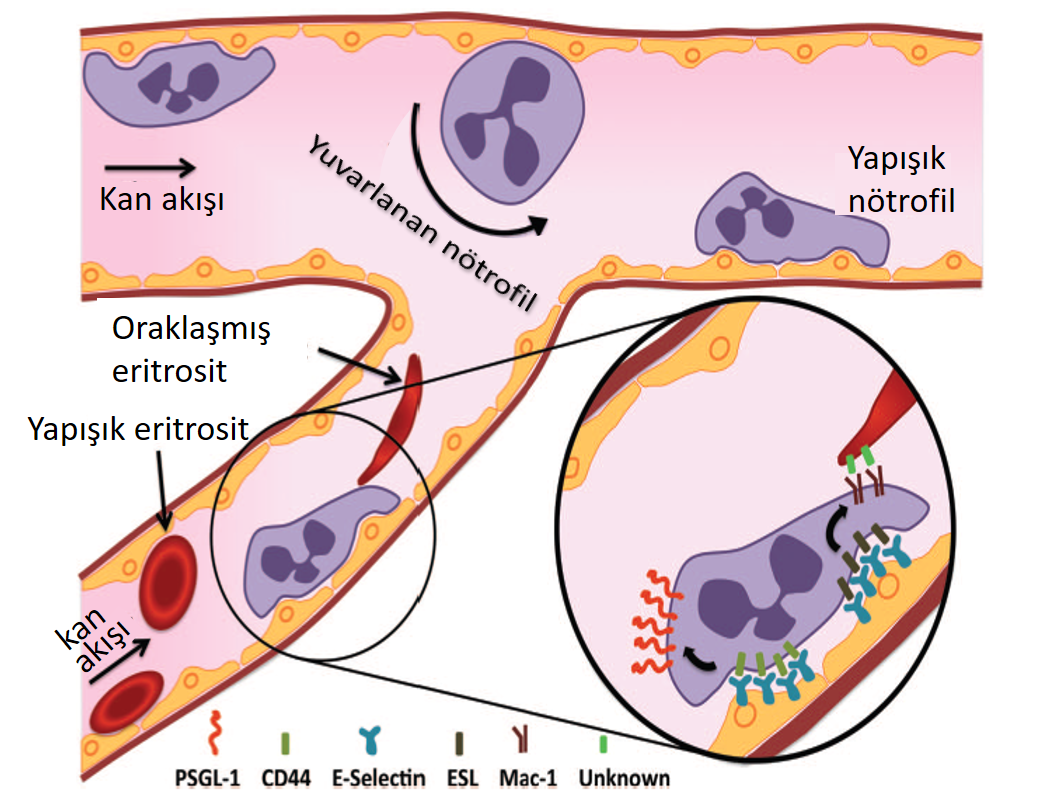 Kan akışı
Yuvarlanan nötrofil
Yapışık
nötrofil
Oraklaşmış
eritrosit
Yapışık eritrosit
kan
akışı
PSGL-1 CD44 E-Selectin ESL Mac-1 Unknown